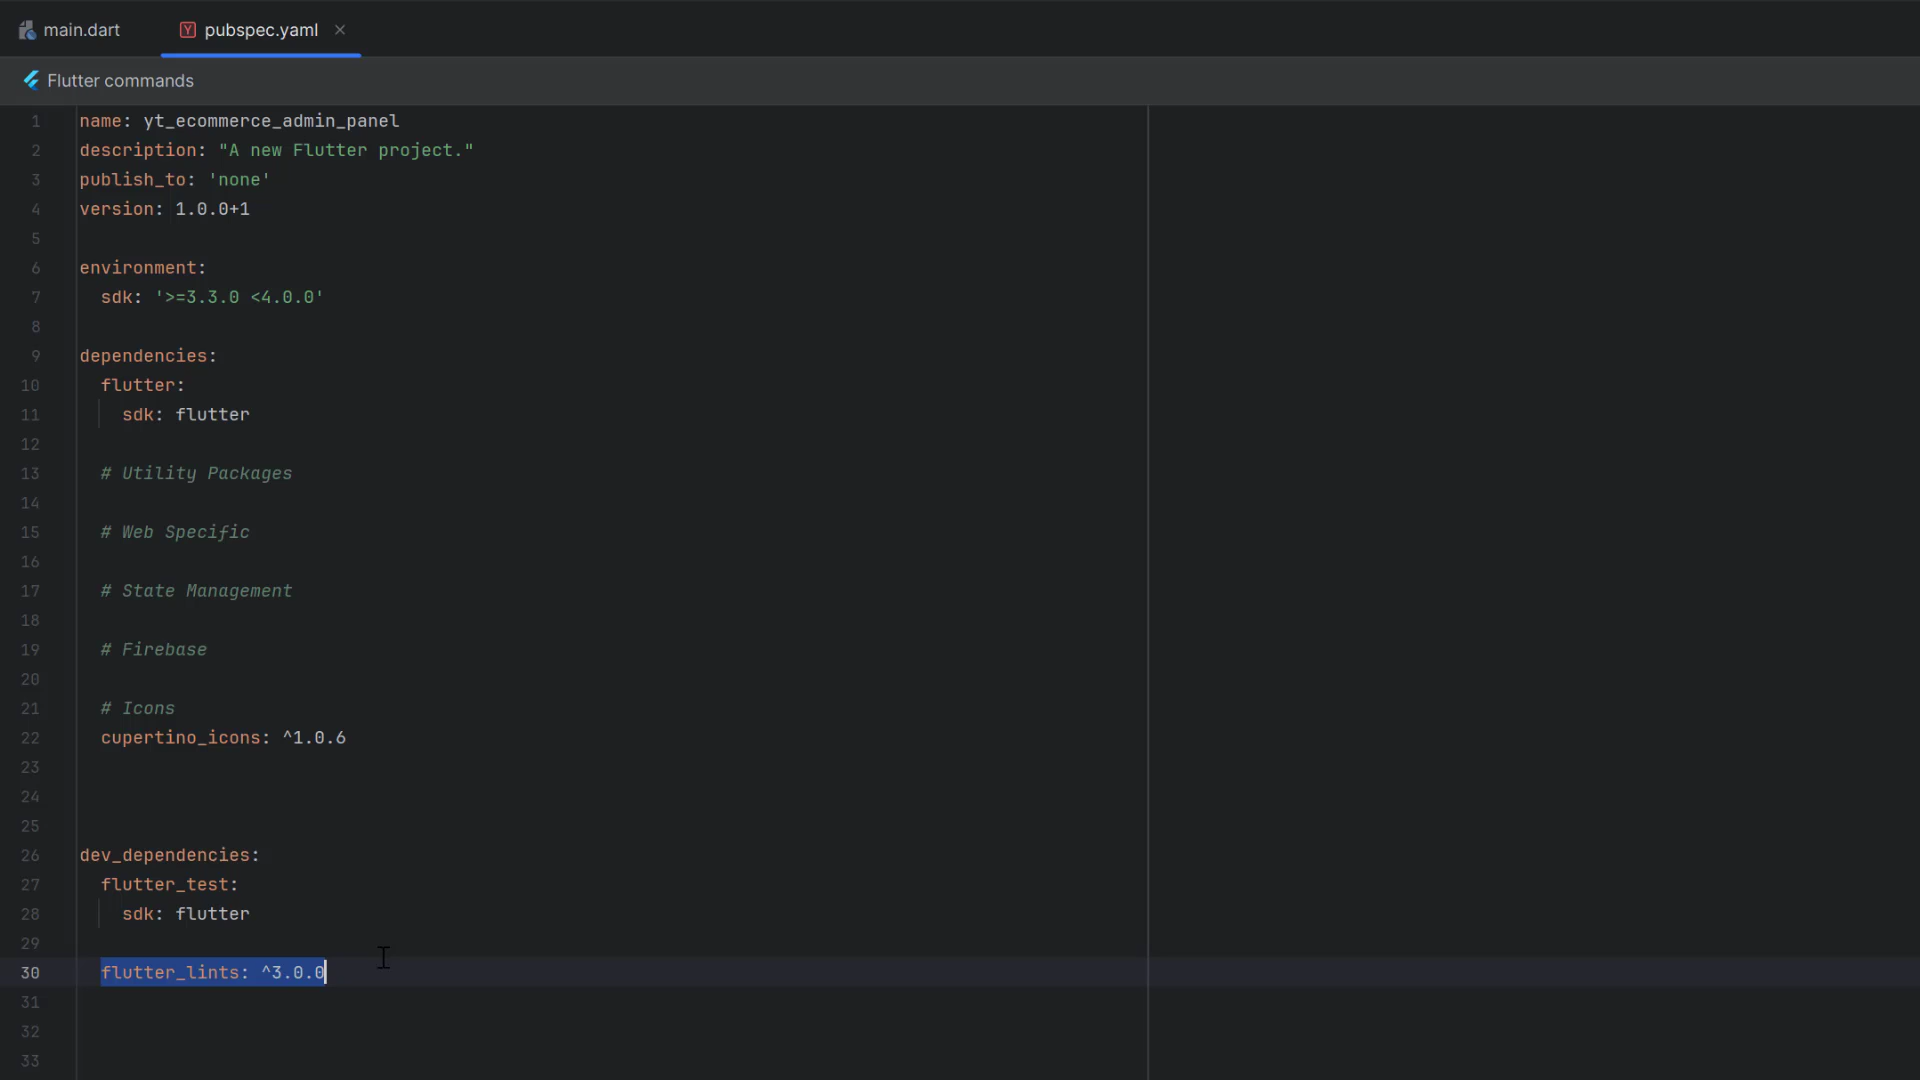 main.dart
pubspec.yaml
Flutter commands
1 name: yt_ecommerce_admin_panel
2 description: "A new Flutter project."
3 publish_to: 'none'
4 version: 1.0.0+1
5
6 environment:
7 sdk: '>=3.3.0 <4.0.0'
8
9 dependencies:
10 flutter:
11 sdk: flutter
12
13 # Utility Packages
14
15 # Web Specific
16
17 # State Management
18
19 # Firebase
20
21 # Icons
22 cupertino_icons: ^1.0.6
23
24
25
26 dev_dependencies:
27 flutter_test:
28 sdk: flutter
29
30 flutter_lints: ^3.0.0
31
32
33